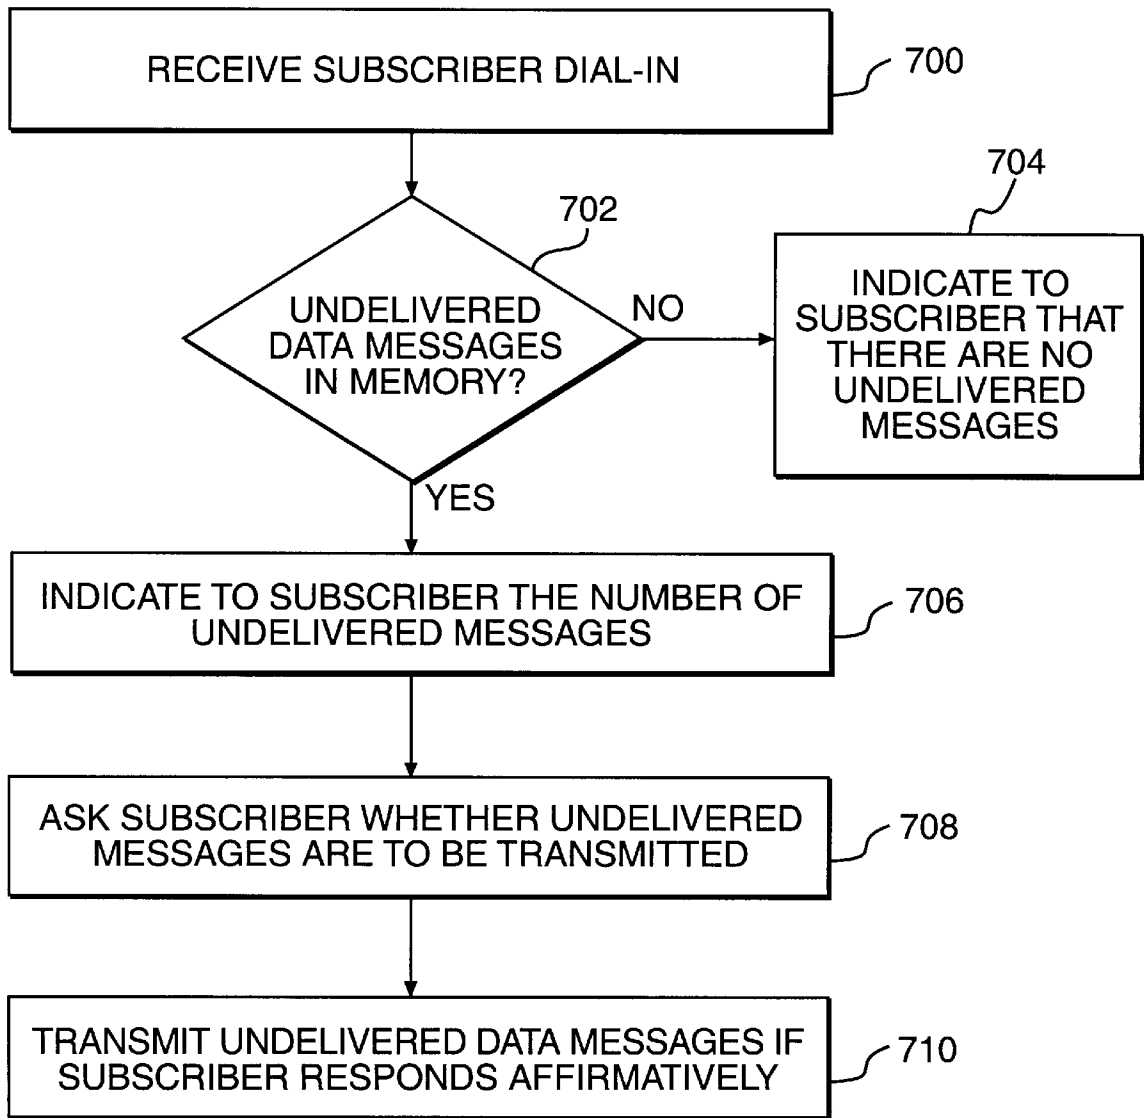 RECEIVE SUBSCRIBER DIAL-IN
700
704
702
UNDELIVERED
DATA MESSAGES
IN MEMORY?
NO
INDICATE TO
SUBSCRIBER THAT
THERE ARE NO
UNDELIVERED
MESSAGES
YES
INDICATE TO SUBSCRIBER THE NUMBER OF
UNDELIVERED MESSAGES
706
ASK SUBSCRIBER WHETHER UNDELIVERED
MESSAGES ARE TO BE TRANSMITTED
708
TRANSMIT UNDELIVERED DATA MESSAGES IF
SUBSCRIBER RESPONDS AFFIRMATIVELY
710